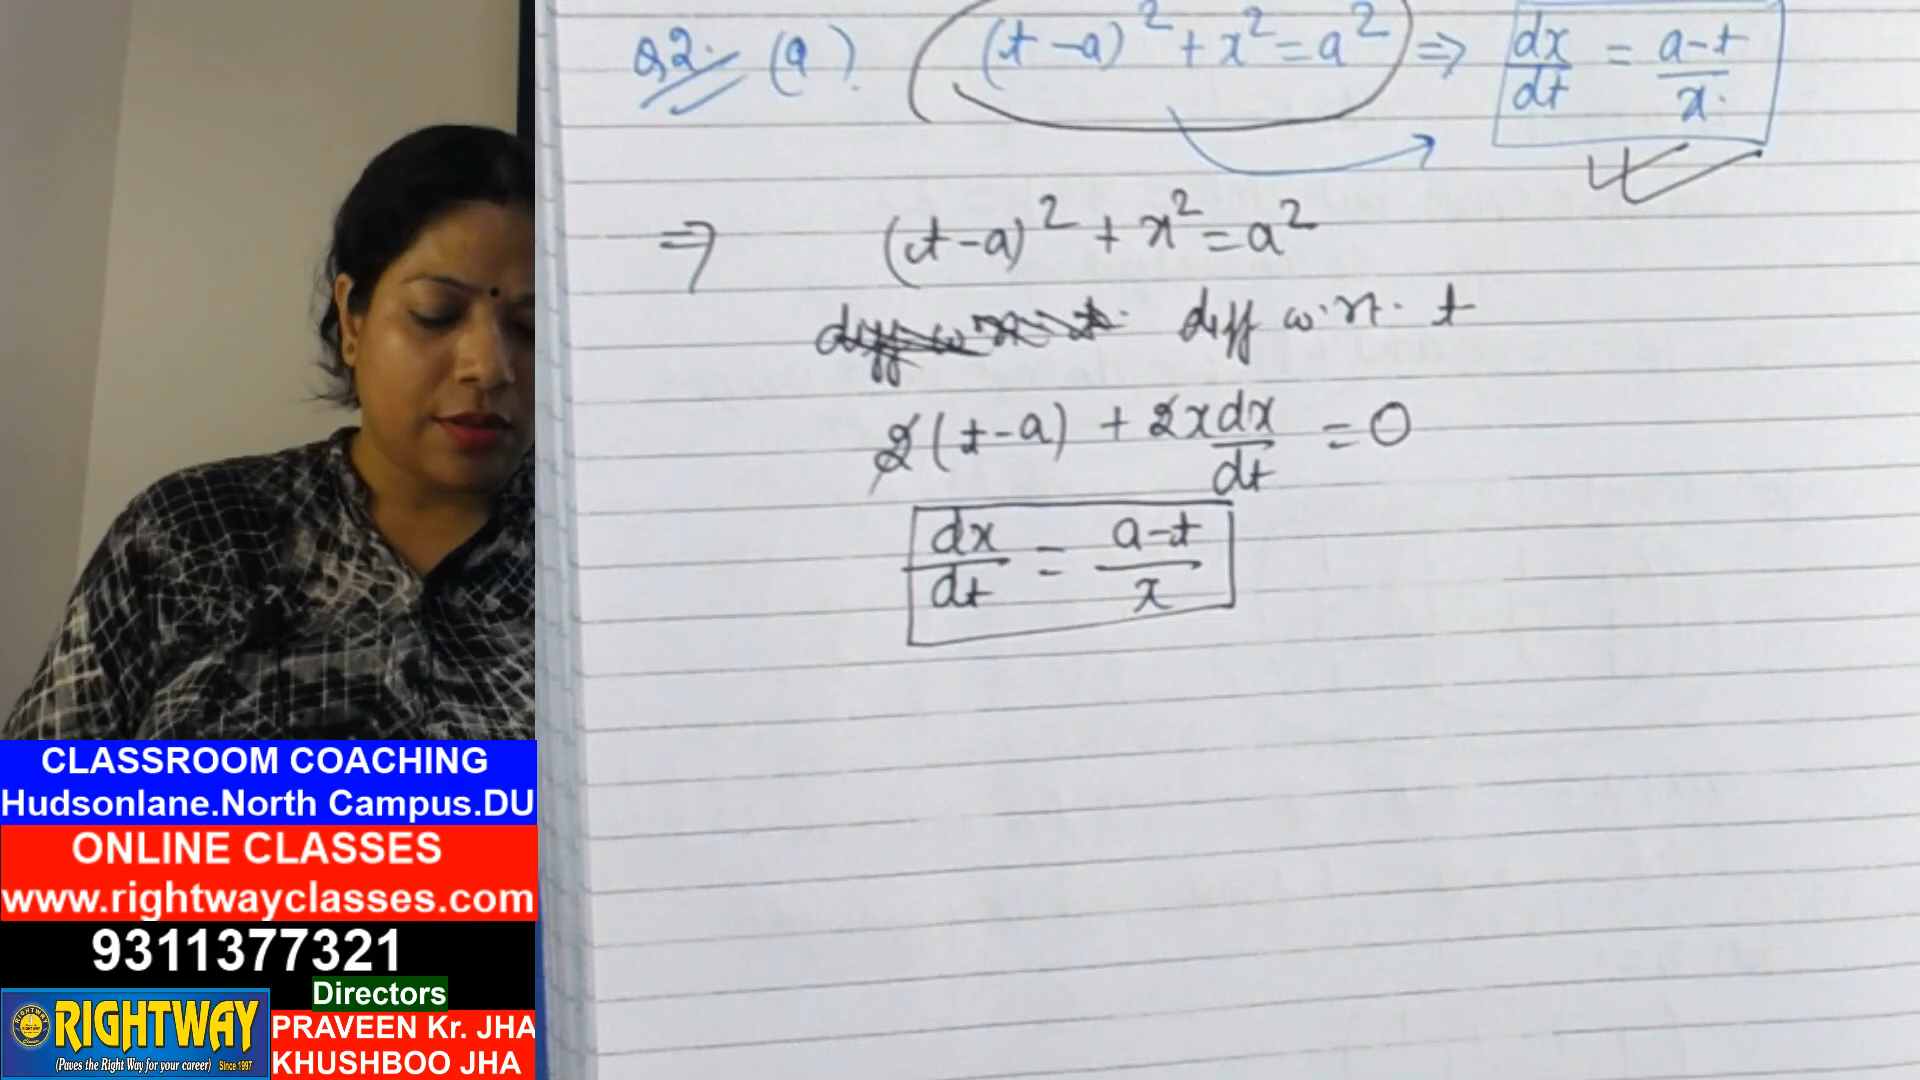 Q2. (a). (t-a)² + x² = a² ⇒ dx/dt = a-t/x.
⇒ (t-a)² + x² = a²
diff w.r.t. t
2(t-a) + 2x dx/dt = 0
dx/dt = a-t/x
CLASSROOM COACHING
Hudsonlane.North Campus.DU
ONLINE CLASSES
www.rightwayclasses.com
9311377321
Directors
PRAVEEN Kr. JHA
KHUSHBOO JHA
RIGHTWAY
(Paves the Right Way for your career) Since 1997